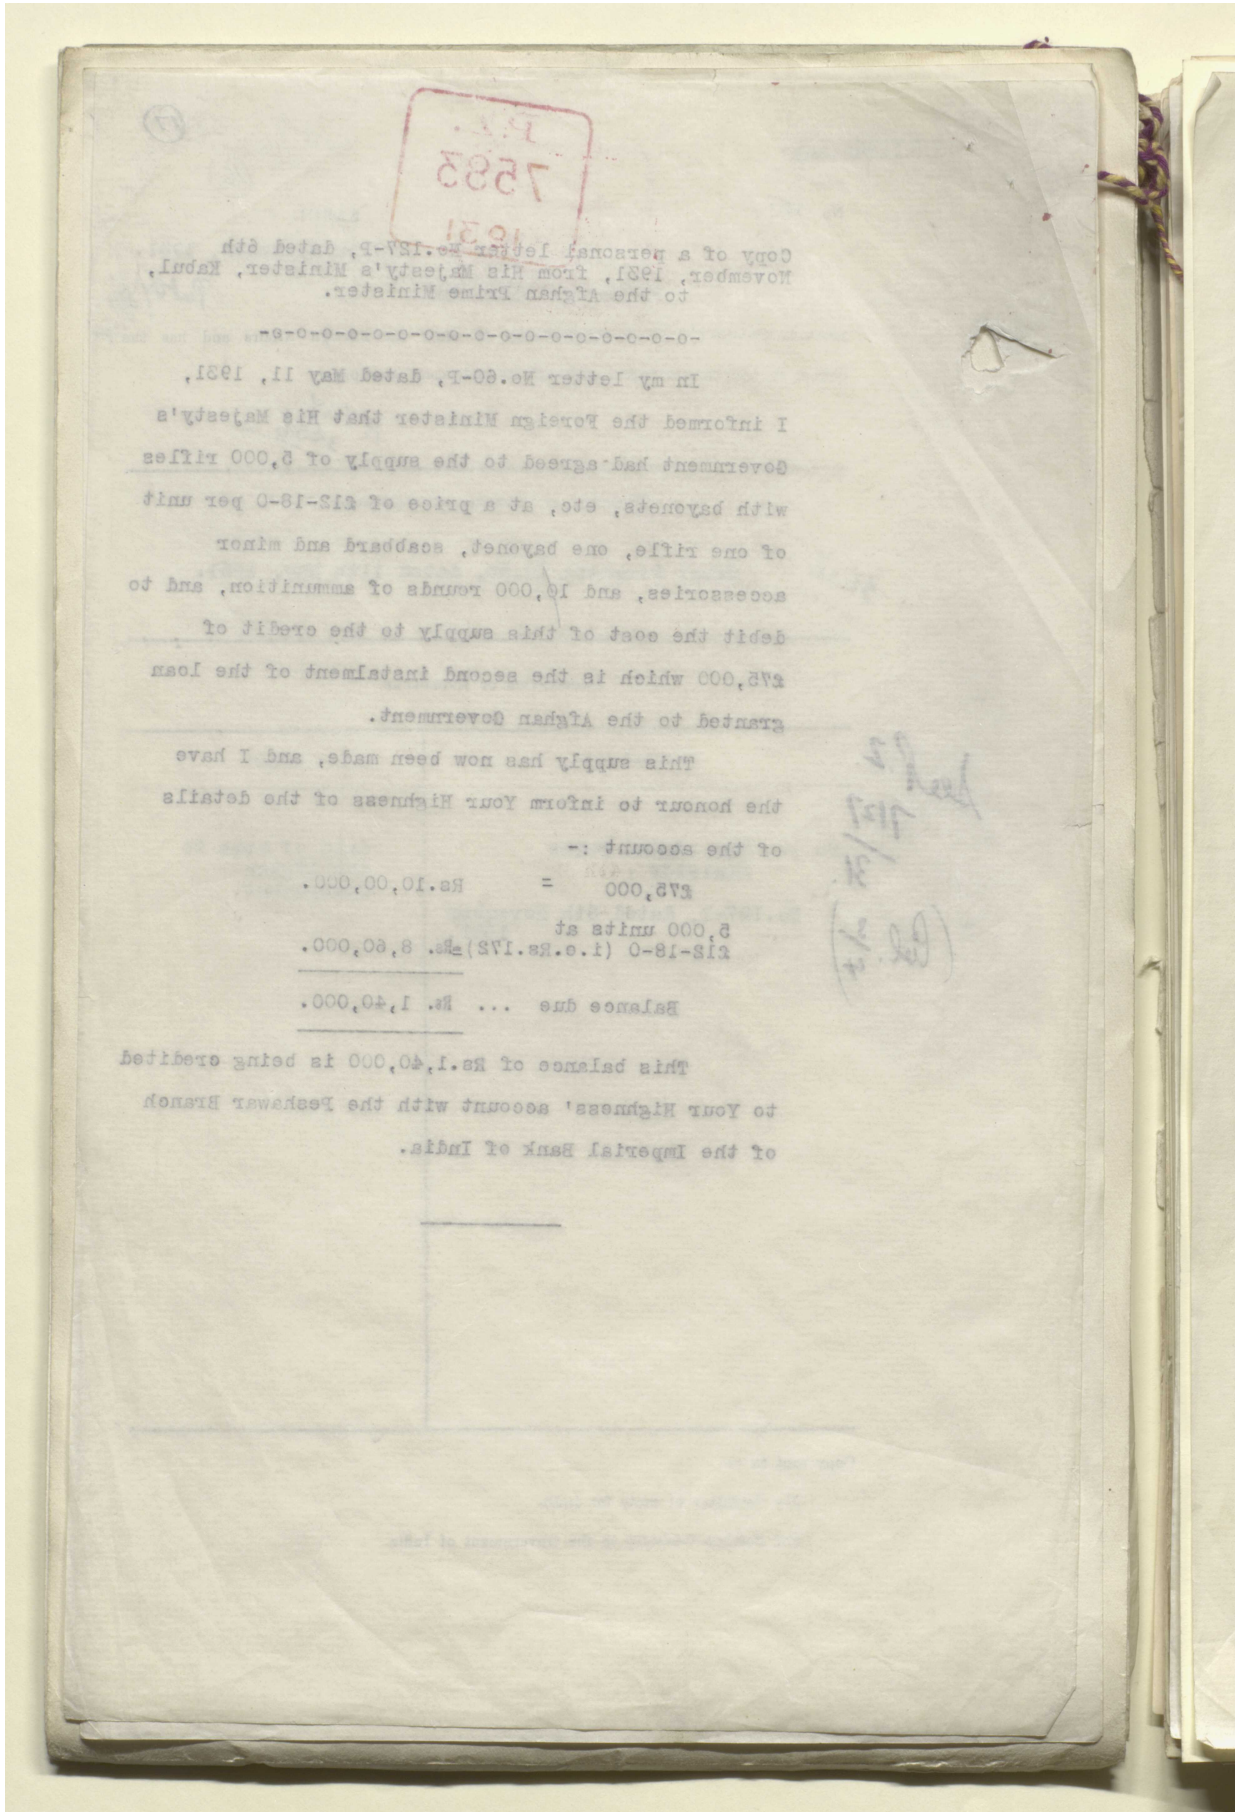 P.Z.
7583
1931
Copy of a personal letter No.127-P, dated 6th
November, 1931, from His Majesty's Minister, Kabul,
to the Afghan Prime Minister.
-o-o-o-o-o-o-o-o-o-o-o-o-o-o-o-o-o-
In my letter No.60-P, dated May 11, 1931,
I informed the Foreign Minister that His Majesty's
Government had agreed to the supply of 5,000 rifles
with bayonets, etc, at a price of £12-18-0 per unit
of one rifle, one bayonet, scabbard and minor
accessories, and 10,000 rounds of ammunition, and to
debit the cost of this supply to the credit of
£75,000 which is the second instalment of the loan
granted to the Afghan Government.
This supply has now been made, and I have
the honour to inform Your Highness of the details
of the account :-
£75,000 = Rs.10,00,000.
5,000 units at
£12-18-0 (i.e.Rs.172)=Rs. 8,60,000.
Balance due ... Rs. 1,40,000.
This balance of Rs.1,40,000 is being credited
to Your Highness' account with the Peshawar Branch
of the Imperial Bank of India.
P.Z.
7127
/31